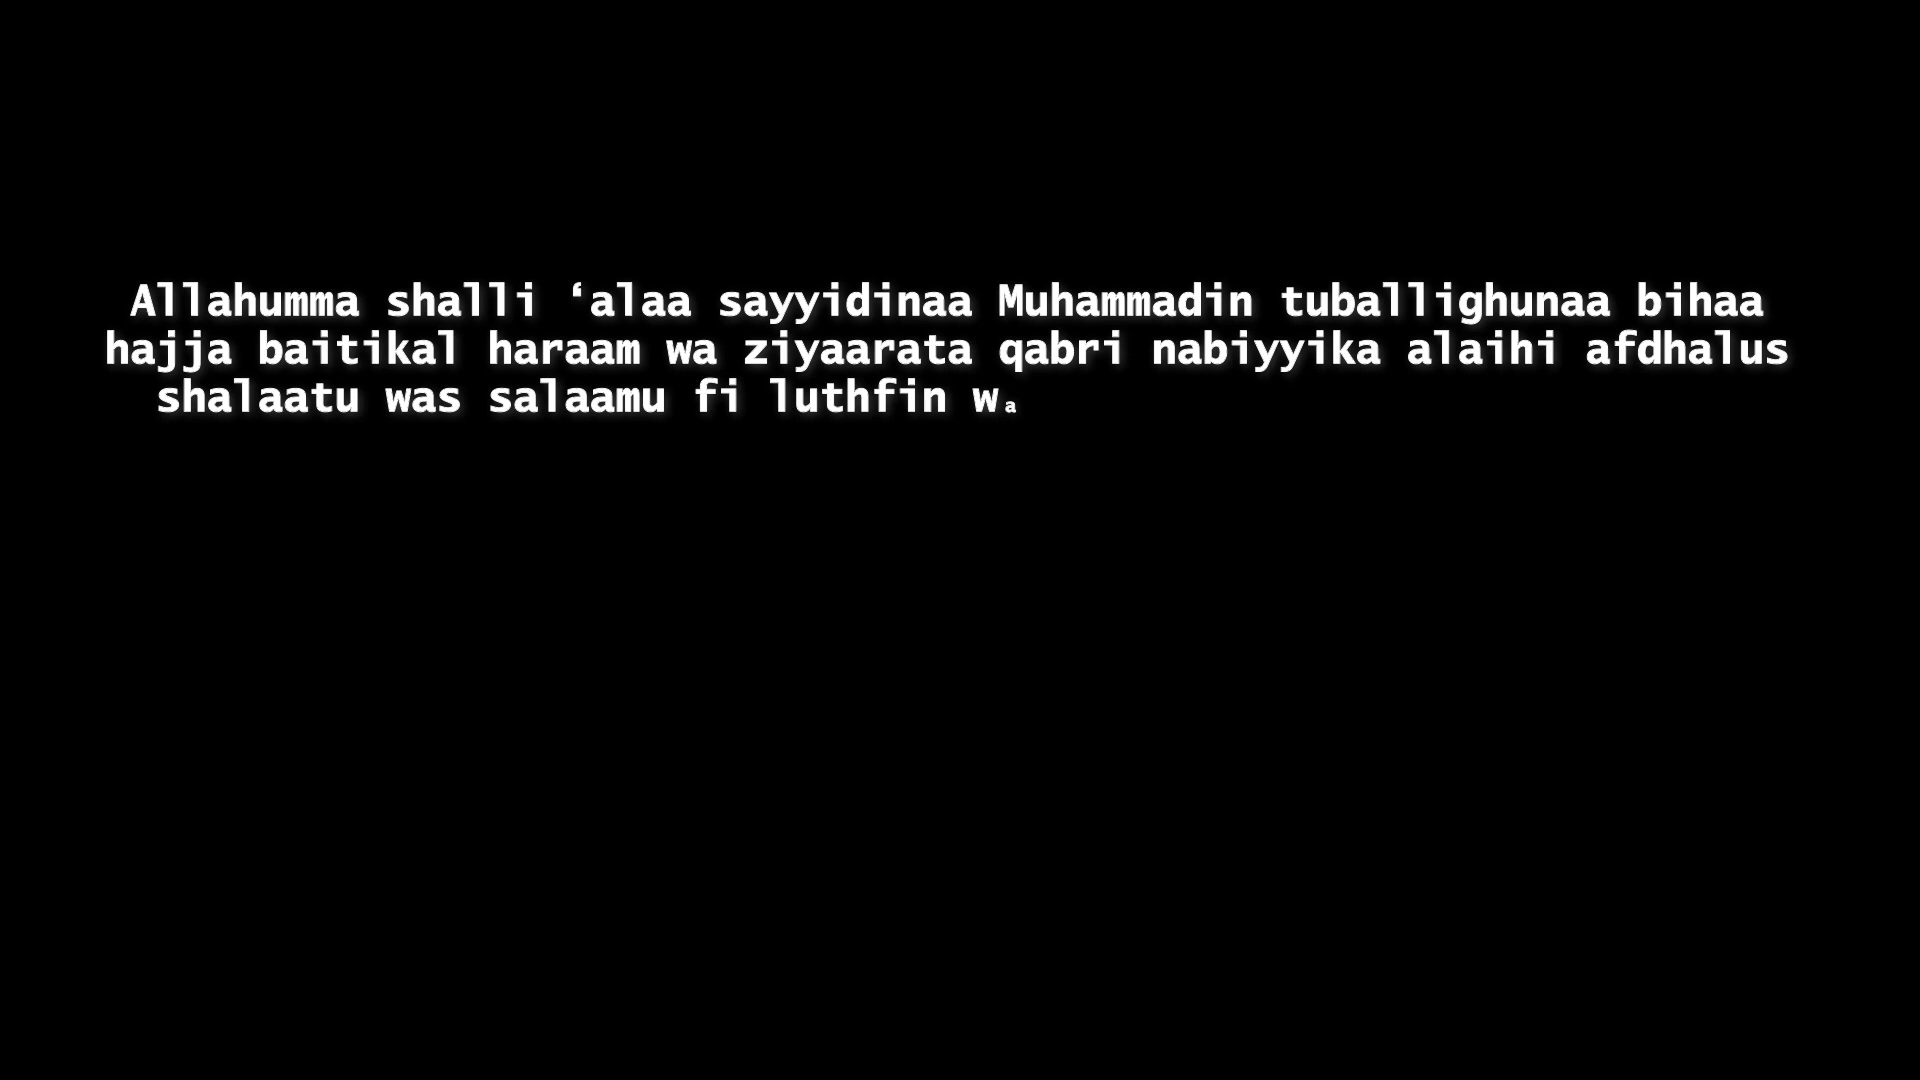 Allahumma shalli ‘alaa sayyidinaa Muhammadin tuballighunaa bihaa
hajja baitikal haraam wa ziyaarata qabri nabiyyika alaihi afdhalus
shalaatu was salaamu fi luthfin wa